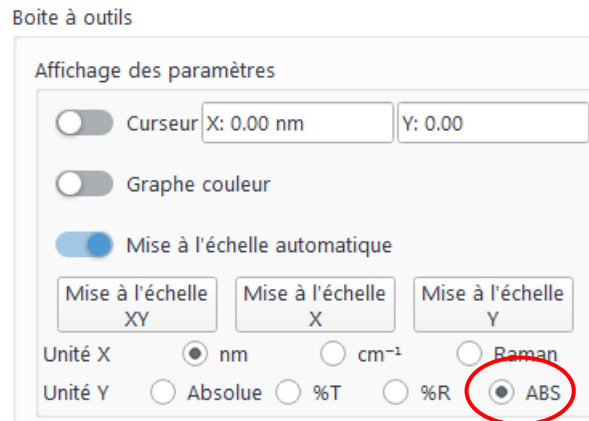 Boite à outils
Affichage des paramètres
Curseur X: 0.00 nm Y: 0.00
Graphe couleur
Mise à l'échelle automatique
Mise à l'échelle XY
Mise à l'échelle X
Mise à l'échelle Y
Unité X nm cm⁻¹ Raman
Unité Y Absolue %T %R ABS